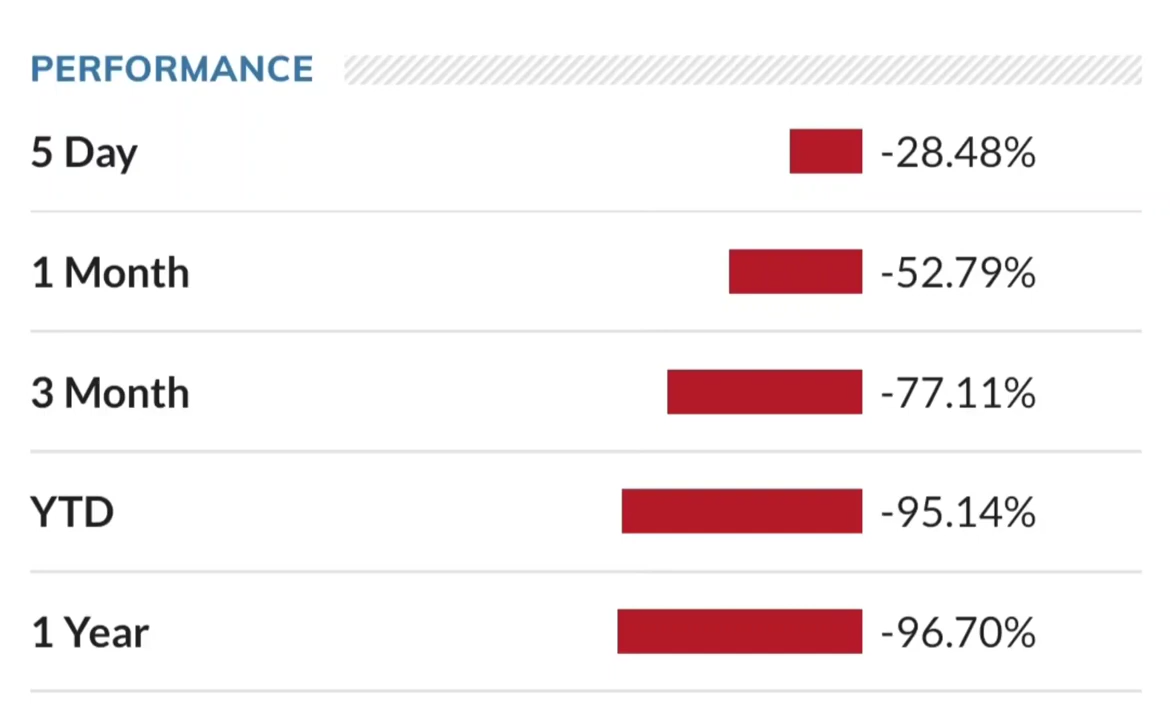 PERFORMANCE
5 Day -28.48%
1 Month -52.79%
3 Month -77.11%
YTD -95.14%
1 Year -96.70%